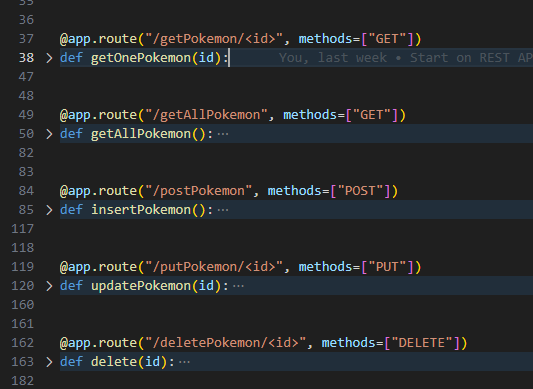 35
36
37 @app.route("/getPokemon/<id>", methods=["GET"])
38 def getOnePokemon(id): You, last week • Start on REST AP
47
48
49 @app.route("/getAllPokemon", methods=["GET"])
50 def getAllPokemon():…
82
83
84 @app.route("/postPokemon", methods=["POST"])
85 def insertPokemon():…
117
118
119 @app.route("/putPokemon/<id>", methods=["PUT"])
120 def updatePokemon(id):…
160
161
162 @app.route("/deletePokemon/<id>", methods=["DELETE"])
163 def delete(id):…
182